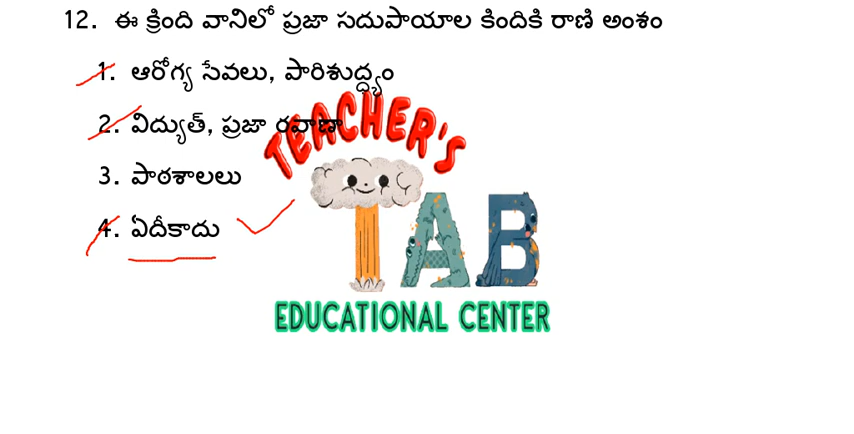 12. ఈ క్రింది వానిలో ప్రజా సదుపాయాల కిందికి రాణి అంశం
1. ఆరోగ్య సేవలు, పారిశుద్ధ్యం
2. విద్యుత్, ప్రజా రవాణా
3. పాఠశాలలు
4. ఏదీకాదు
TEACHER'S
TAB
EDUCATIONAL CENTER